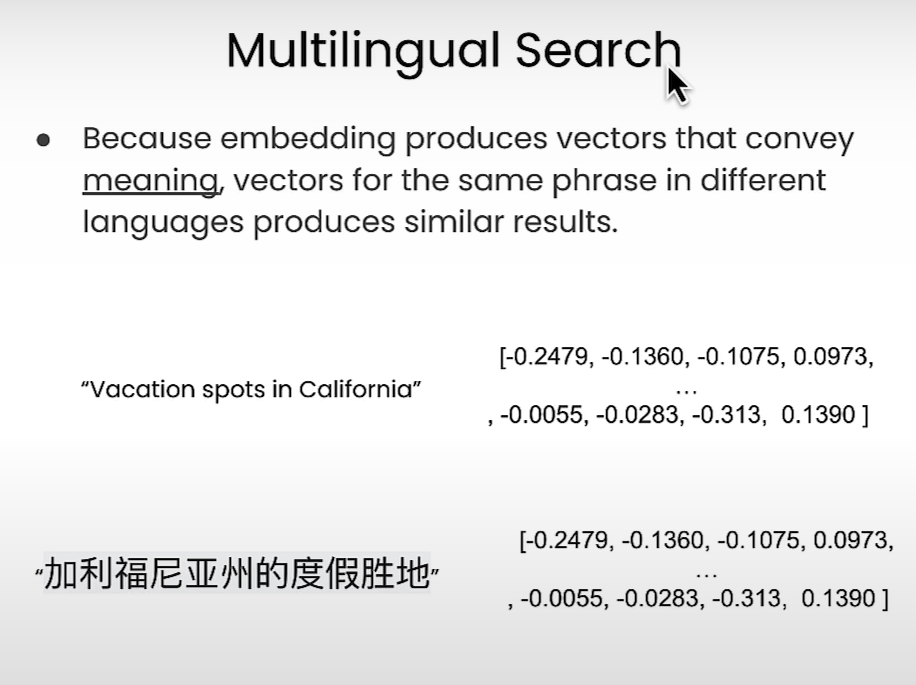 Multilingual Search
● Because embedding produces vectors that convey
meaning, vectors for the same phrase in different
languages produces similar results.
“Vacation spots in California”
[-0.2479, -0.1360, -0.1075, 0.0973,
...
, -0.0055, -0.0283, -0.313, 0.1390 ]
“加利福尼亚州的度假胜地”
[-0.2479, -0.1360, -0.1075, 0.0973,
...
, -0.0055, -0.0283, -0.313, 0.1390 ]